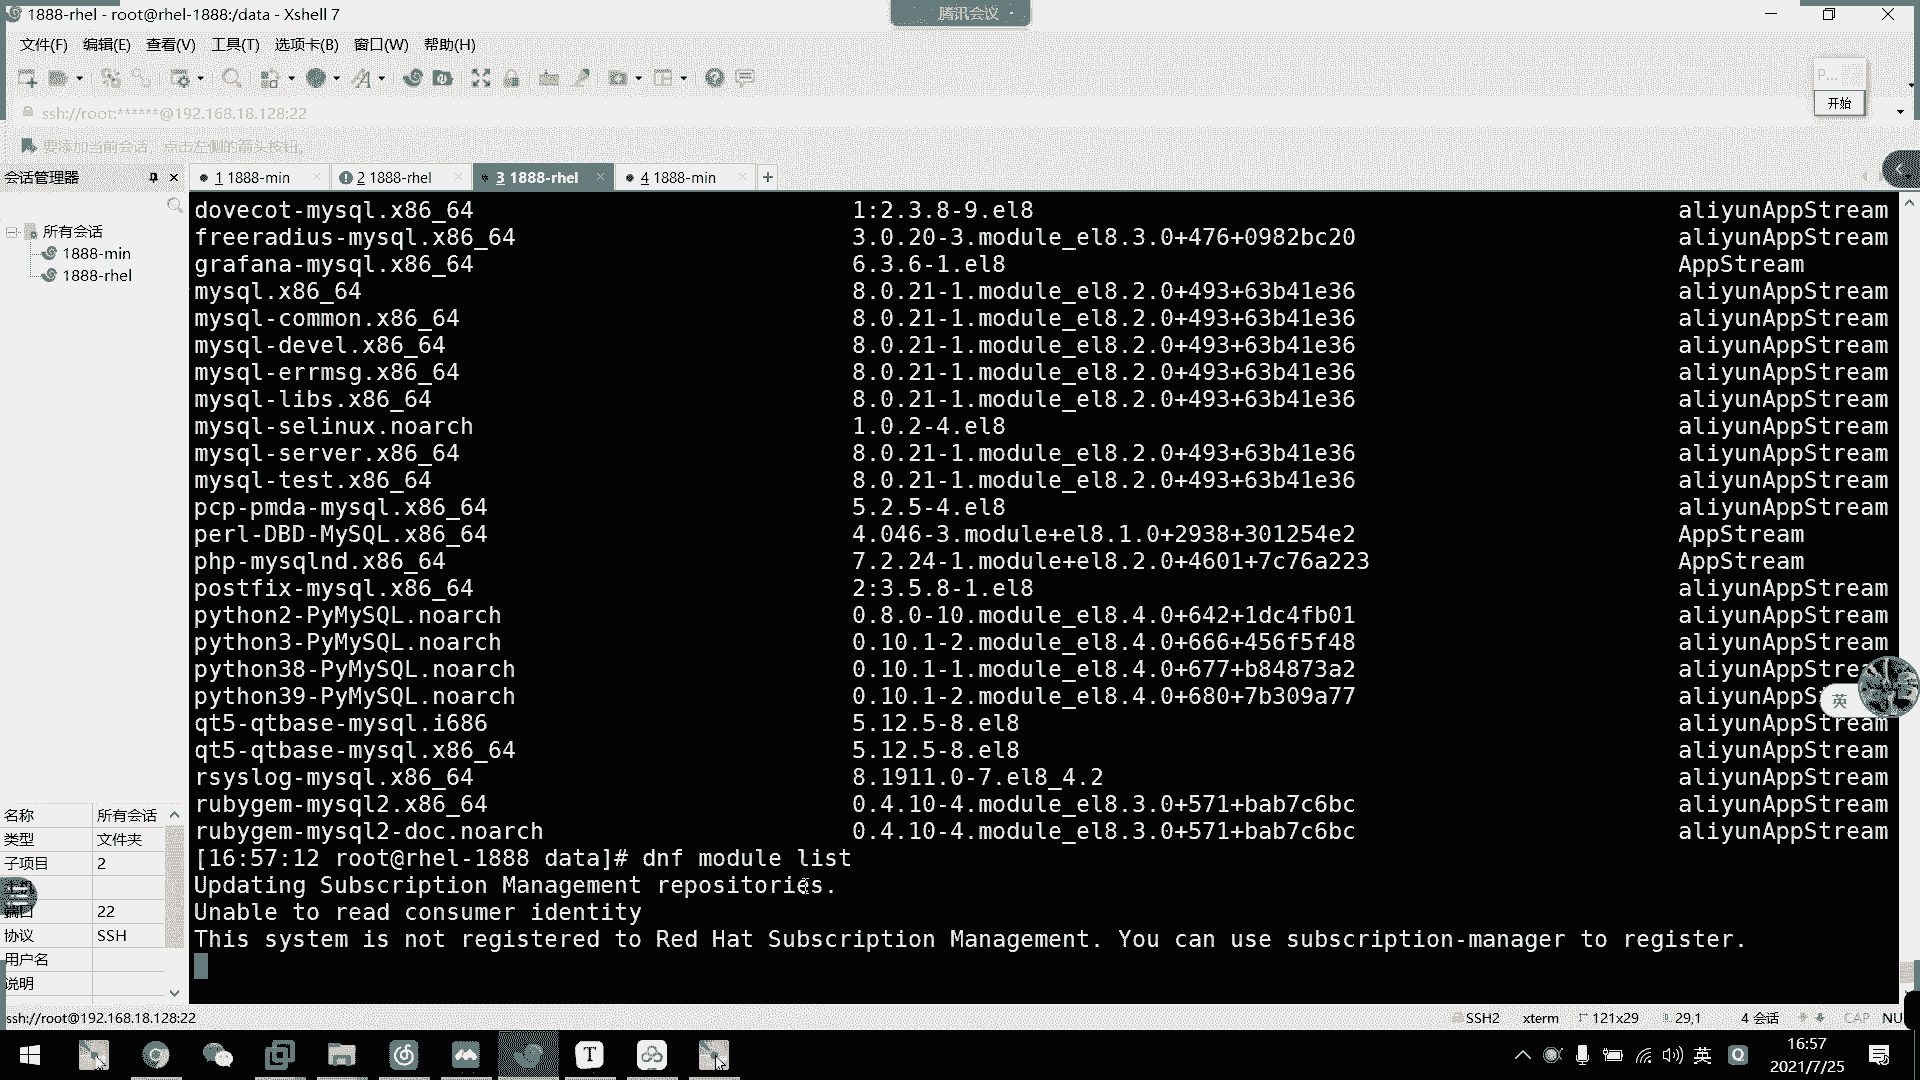 1888-rhel - root@rhel-1888:/data - Xshell 7
腾讯会议
文件(F) 编辑(E) 查看(V) 工具(T) 选项卡(B) 窗口(W) 帮助(H)
P...
开始
ssh://root:******@192.168.18.128:22
要添加当前会话，点击左侧的箭头按钮。
会话管理器
1 1888-min 2 1888-rhel 3 1888-rhel 4 1888-min
所有会话
1888-min
1888-rhel
dovecot-mysql.x86_64 1:2.3.8-9.el8 aliyunAppStream
freeradius-mysql.x86_64 3.0.20-3.module_el8.3.0+476+0982bc20 aliyunAppStream
grafana-mysql.x86_64 6.3.6-1.el8 AppStream
mysql.x86_64 8.0.21-1.module_el8.2.0+493+63b41e36 aliyunAppStream
mysql-common.x86_64 8.0.21-1.module_el8.2.0+493+63b41e36 aliyunAppStream
mysql-devel.x86_64 8.0.21-1.module_el8.2.0+493+63b41e36 aliyunAppStream
mysql-errmsg.x86_64 8.0.21-1.module_el8.2.0+493+63b41e36 aliyunAppStream
mysql-libs.x86_64 8.0.21-1.module_el8.2.0+493+63b41e36 aliyunAppStream
mysql-selinux.noarch 1.0.2-4.el8 aliyunAppStream
mysql-server.x86_64 8.0.21-1.module_el8.2.0+493+63b41e36 aliyunAppStream
mysql-test.x86_64 8.0.21-1.module_el8.2.0+493+63b41e36 aliyunAppStream
pcp-pmda-mysql.x86_64 5.2.5-4.el8 aliyunAppStream
perl-DBD-MySQL.x86_64 4.046-3.module+el8.1.0+2938+301254e2 AppStream
php-mysqlnd.x86_64 7.2.24-1.module+el8.2.0+4601+7c76a223 AppStream
postfix-mysql.x86_64 2:3.5.8-1.el8 aliyunAppStream
python2-PyMySQL.noarch 0.8.0-10.module_el8.4.0+642+1dc4fb01 aliyunAppStream
python3-PyMySQL.noarch 0.10.1-2.module_el8.4.0+666+456f5f48 aliyunAppStream
python38-PyMySQL.noarch 0.10.1-1.module_el8.4.0+677+b84873a2 aliyunAppStream
python39-PyMySQL.noarch 0.10.1-2.module_el8.4.0+680+7b309a77
英
qt5-qtbase-mysql.i686 5.12.5-8.el8 aliyunAppStream
qt5-qtbase-mysql.x86_64 5.12.5-8.el8 aliyunAppStream
rsyslog-mysql.x86_64 8.1911.0-7.el8_4.2 aliyunAppStream
rubygem-mysql2.x86_64 0.4.10-4.module_el8.3.0+571+bab7c6bc aliyunAppStream
rubygem-mysql2-doc.noarch 0.4.10-4.module_el8.3.0+571+bab7c6bc aliyunAppStream
[16:57:12 root@rhel-1888 data]# dnf module list
Updating Subscription Management repositories.
Unable to read consumer identity
This system is not registered to Red Hat Subscription Management. You can use subscription-manager to register.
名称 所有会话
类型 文件夹
子项目 2
端口 22
协议 SSH
用户名
说明
ssh://root@192.168.18.128:22
SSH2 xterm 121x29 29,1 4 会话 CAP NU
16:57
英
2021/7/25